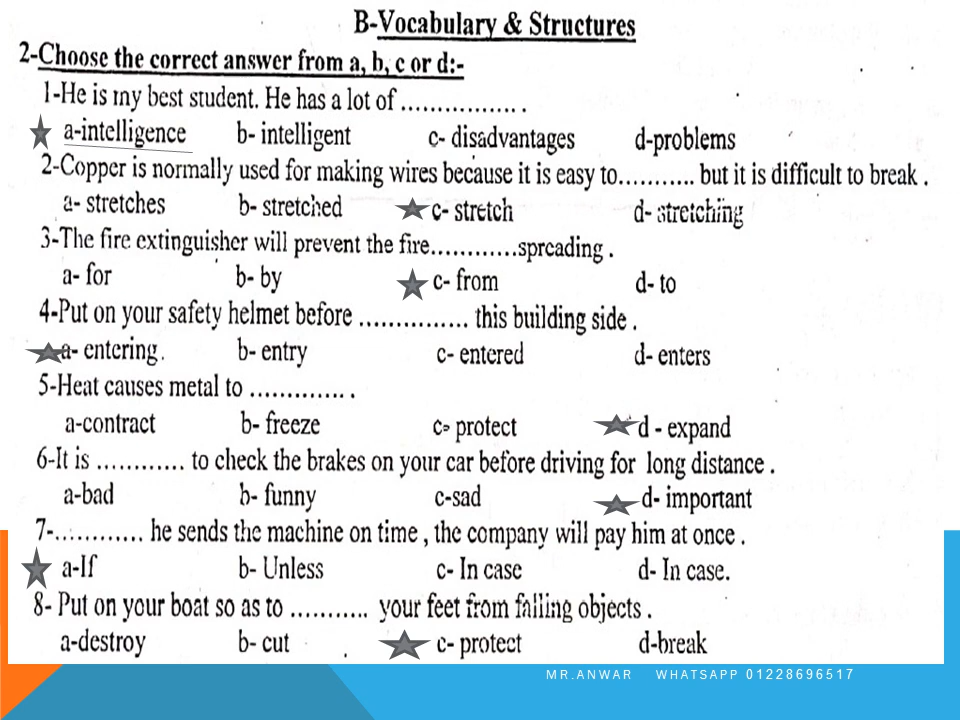 B-Vocabulary & Structures
2-Choose the correct answer from a, b, c or d:-
1-He is my best student. He has a lot of ................. .
a-intelligence b- intelligent c- disadvantages d-problems
2-Copper is normally used for making wires because it is easy to........... but it is difficult to break .
a- stretches b- stretched c- stretch d- stretching
3-The fire extinguisher will prevent the fire............spreading .
a- for b- by c- from d- to
4-Put on your safety helmet before ............... this building side .
a- entering. b- entry c- entered d- enters
5-Heat causes metal to ............. .
a-contract b- freeze c- protect d - expand
6-It is ............ to check the brakes on your car before driving for long distance .
a-bad b- funny c-sad d- important
7-............ he sends the machine on time , the company will pay him at once .
a-If b- Unless c- In case d- In case.
8- Put on your boat so as to ........... your feet from falling objects .
a-destroy b- cut c- protect d-break
MR.ANWAR WHATSAPP 01228696517